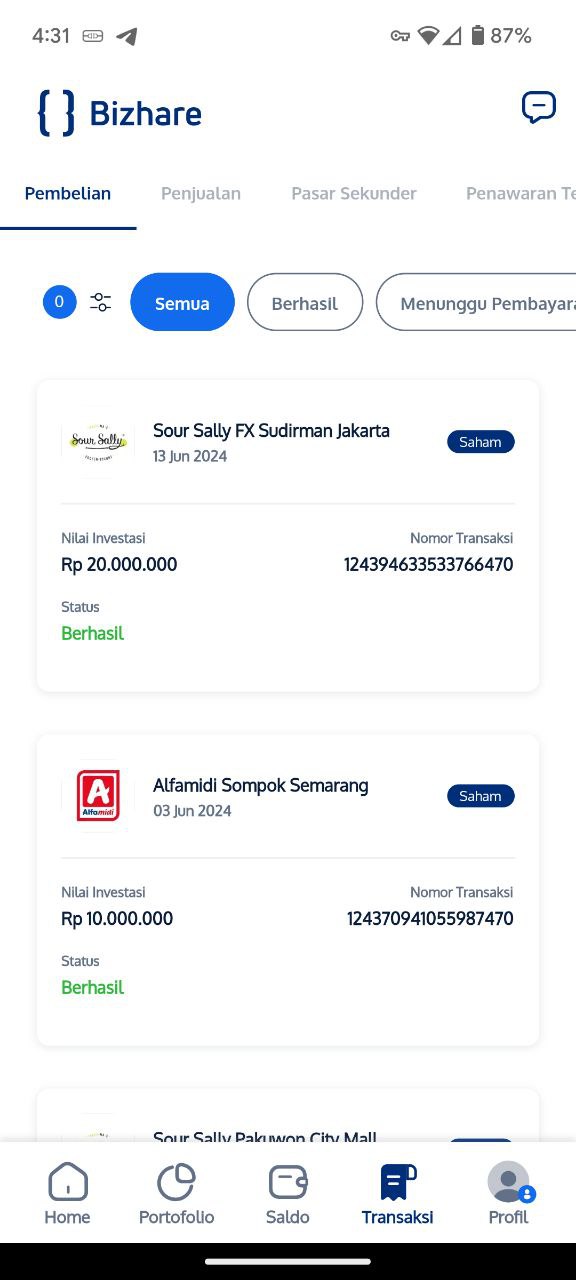 4:31
87%
Bizhare
Pembelian Penjualan Pasar Sekunder Penawaran Te
0 Semua Berhasil Menunggu Pembayara
Sour Sally
Sour Sally FX Sudirman Jakarta
Saham
13 Jun 2024
Nilai Investasi Nomor Transaksi
Rp 20.000.000 124394633533766470
Status
Berhasil
A
Alfamidi
Alfamidi Sompok Semarang
Saham
03 Jun 2024
Nilai Investasi Nomor Transaksi
Rp 10.000.000 124370941055987470
Status
Berhasil
Sour Sally Pakuwon City Mall
Home Portofolio Saldo Transaksi Profil